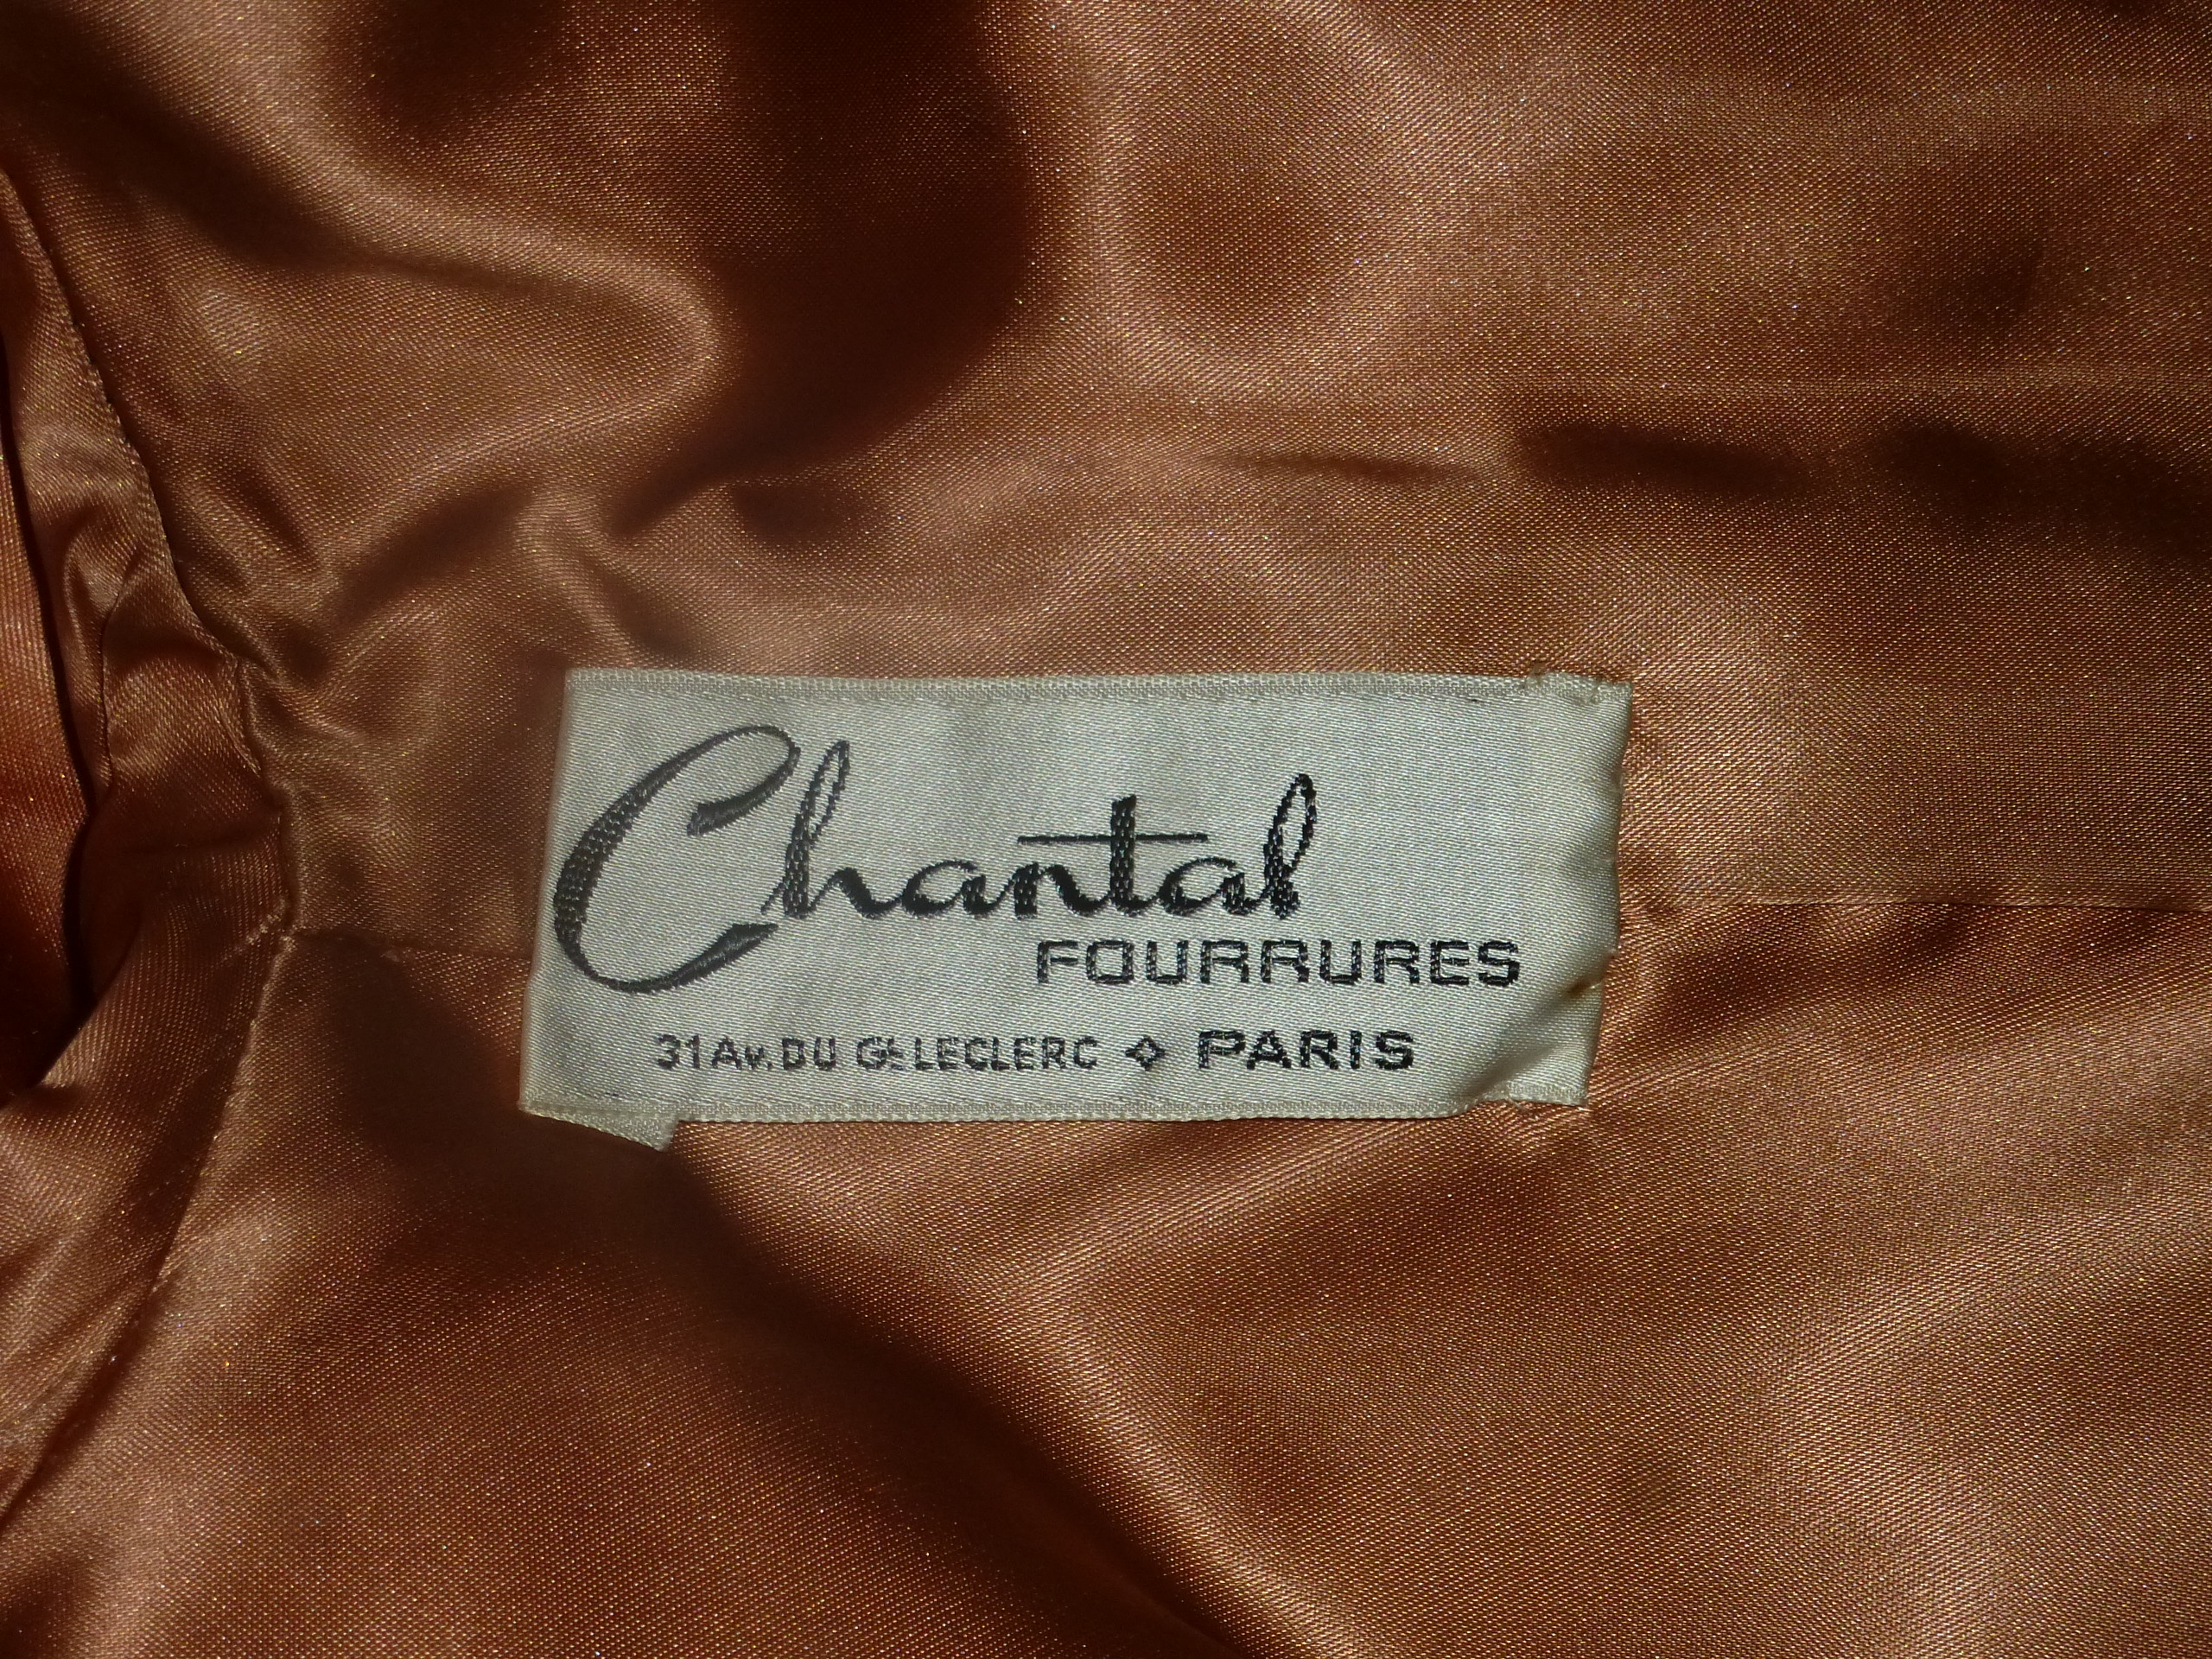 Chantal
FOURRURES
31 Av. DU Gl. LECLERC ⟡ PARIS